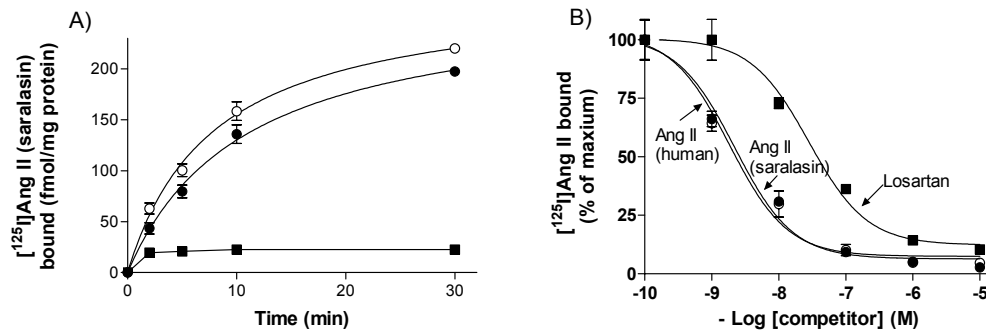 A)
[125I]Ang II (saralasin)
bound (fmol/mg protein)
200
150
100
50
0
0
10
20
30
Time (min)
B)
[125I]Ang II bound
(% of maxium)
100
75
50
25
0
Ang II
(human)
Ang II
(saralasin)
Losartan
-10
-9
-8
-7
-6
-5
- Log [competitor] (M)